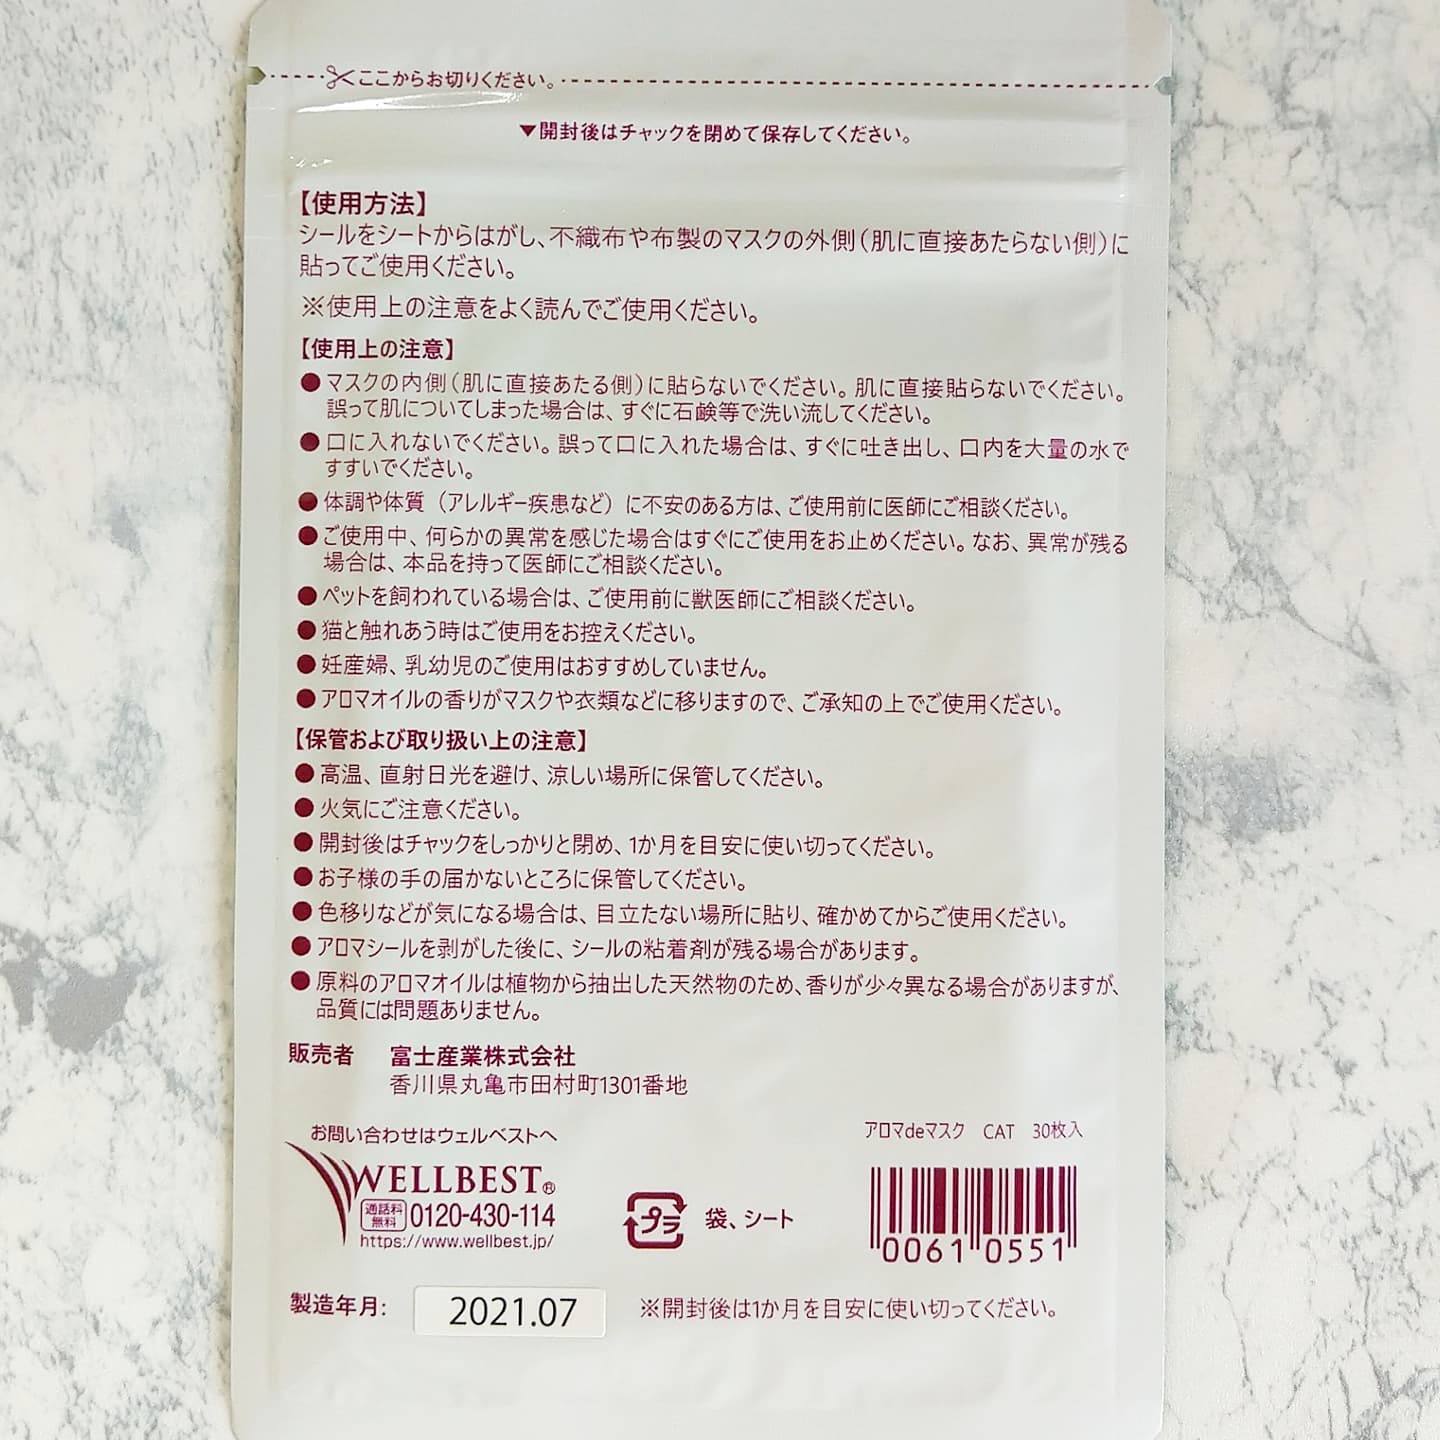 ここからお切りください。
▼開封後はチャックを閉めて保存してください。
【使用方法】
シールをシートからはがし、不織布や布製のマスクの外側（肌に直接あたらない側）に
貼ってご使用ください。
※使用上の注意をよく読んでご使用ください。
【使用上の注意】
●マスクの内側（肌に直接あたる側）に貼らないでください。肌に直接貼らないでください。
誤って肌についてしまった場合は、すぐに石鹸等で洗い流してください。
●口に入れないでください。誤って口に入れた場合は、すぐに吐き出し、口内を大量の水で
すすいでください。
●体調や体質（アレルギー疾患など）に不安のある方は、ご使用前に医師にご相談ください。
●ご使用中、何らかの異常を感じた場合はすぐにご使用をお止めください。なお、異常が残る
場合は、本品を持って医師にご相談ください。
●ペットを飼われている場合は、ご使用前に獣医師にご相談ください。
●猫と触れあう時はご使用をお控えください。
●妊産婦、乳幼児のご使用はおすすめしていません。
●アロマオイルの香りがマスクや衣類などに移りますので、ご承知の上でご使用ください。
【保管および取り扱い上の注意】
●高温、直射日光を避け、涼しい場所に保管してください。
●火気にご注意ください。
●開封後はチャックをしっかりと閉め、1か月を目安に使い切ってください。
●お子様の手の届かないところに保管してください。
●色移りなどが気になる場合は、目立たない場所に貼り、確かめてからご使用ください。
●アロマシールを剥がした後に、シールの粘着剤が残る場合があります。
●原料のアロマオイルは植物から抽出した天然物のため、香りが少々異なる場合がありますが、
品質には問題ありません。
販売者 富士産業株式会社
香川県丸亀市田村町1301番地
お問い合わせはウェルベストへ
WELLBEST®
通話料無料 0120-430-114
https://www.wellbest.jp/
プラ 袋、シート
アロマdeマスク CAT 30枚入
0061 0551
製造年月: 2021.07 ※開封後は1か月を目安に使い切ってください。